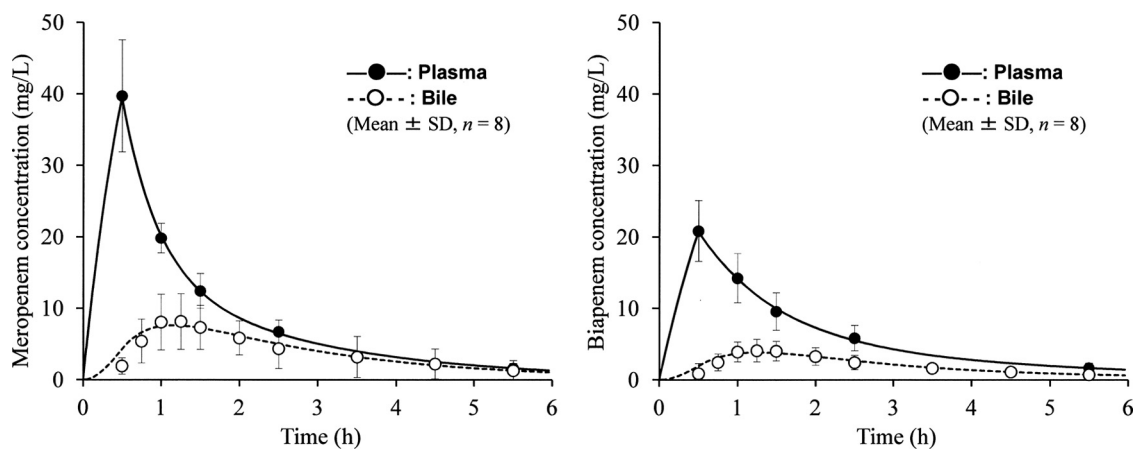 50
40
30
20
10
0
Meropenem concentration (mg/L)
: Plasma
: Bile
(Mean ± SD, n = 8)
0 1 2 3 4 5 6
Time (h)
50
40
30
20
10
0
Biapenem concentration (mg/L)
: Plasma
: Bile
(Mean ± SD, n = 8)
0 1 2 3 4 5 6
Time (h)